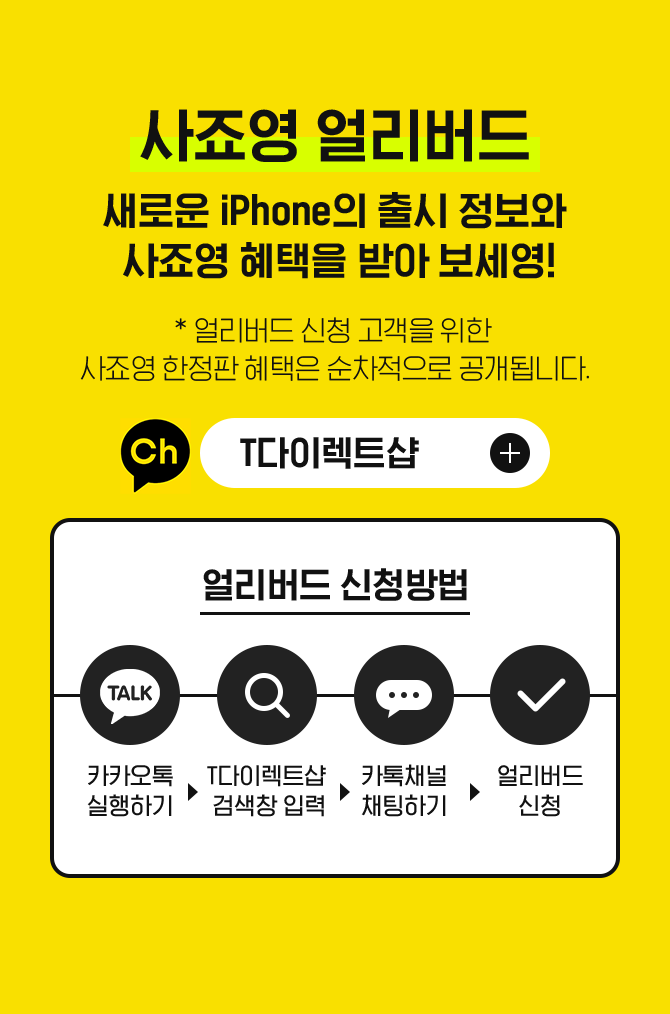 사죠영 얼리버드
새로운 iPhone의 출시 정보와
사죠영 혜택을 받아 보세영!
* 얼리버드 신청 고객을 위한
사죠영 한정판 혜택은 순차적으로 공개됩니다.
Ch T다이렉트샵
얼리버드 신청방법
TALK
카카오톡
실행하기
T다이렉트샵
검색창 입력
카톡채널
채팅하기
얼리버드
신청